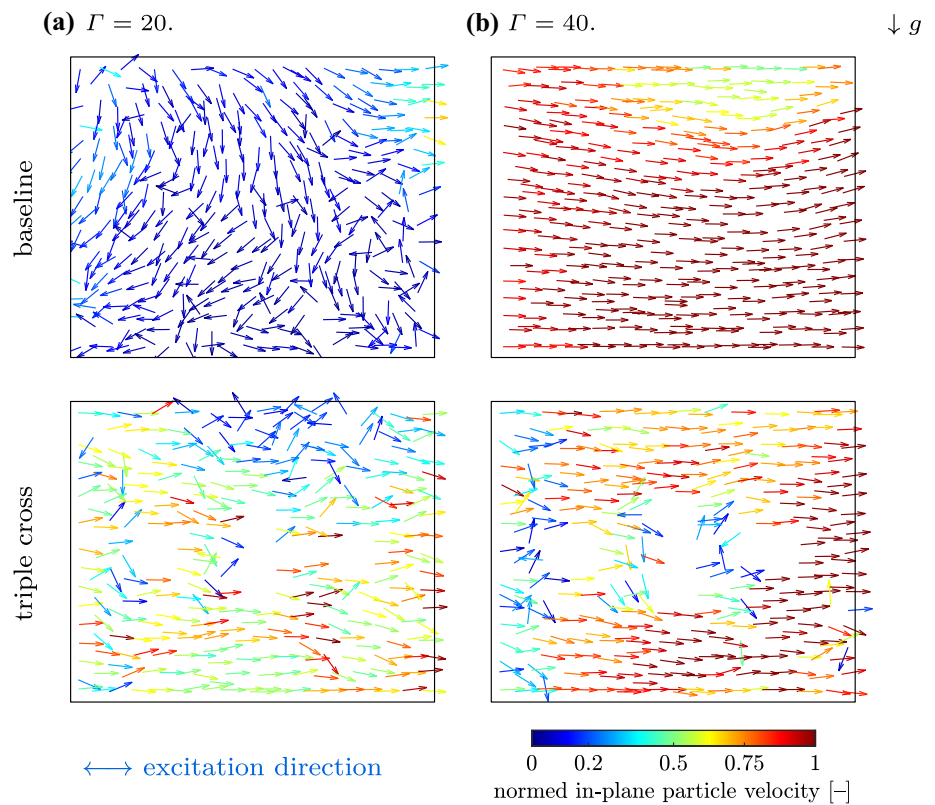 (a) Γ = 20.
(b) Γ = 40.
↓ g
baseline
triple cross
⟷ excitation direction
0 0.2 0.5 0.75 1
normed in-plane particle velocity [–]